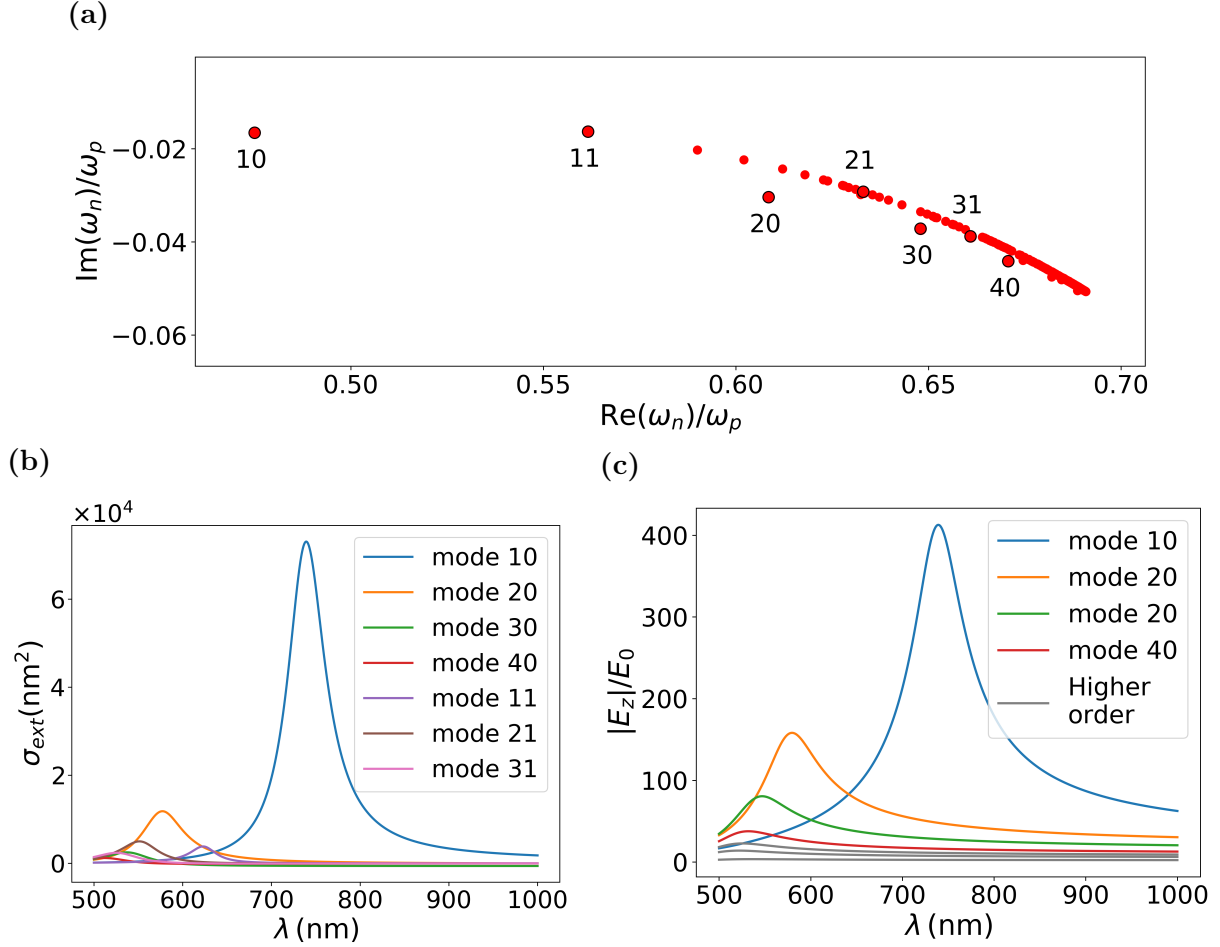 (a)
Im(ωₙ)/ωₚ
−0.02
−0.04
−0.06
10
11
20
21
30
31
40
0.50
0.55
0.60
0.65
0.70
Re(ωₙ)/ωₚ
(b)
×10⁴
σ_ext(nm²)
6
4
2
0
mode 10
mode 20
mode 30
mode 40
mode 11
mode 21
mode 31
500
600
700
800
900
1000
λ (nm)
(c)
|E_z|/E₀
400
300
200
100
0
mode 10
mode 20
mode 20
mode 40
Higher
order
500
600
700
800
900
1000
λ (nm)